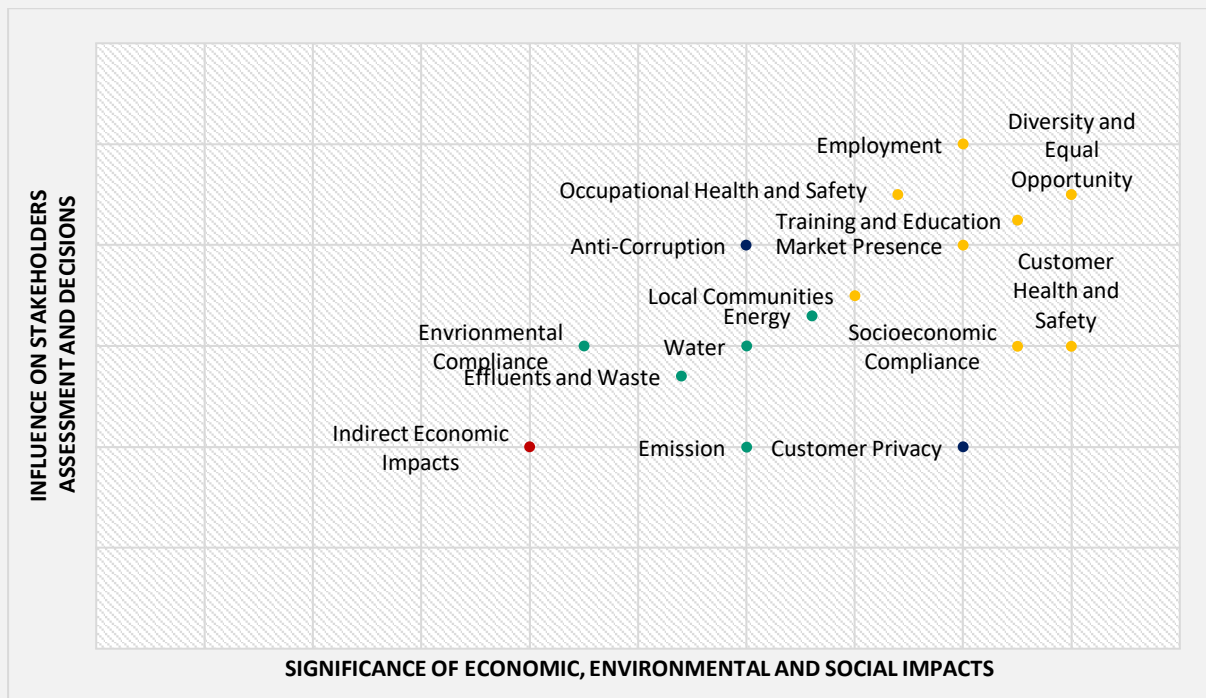 INFLUENCE ON STAKEHOLDERS
ASSESSMENT AND DECISIONS
Diversity and
Equal
Opportunity
Employment
Occupational Health and Safety
Training and Education
Anti-Corruption
Market Presence
Customer
Health and
Safety
Local Communities
Energy
Envrionmental
Compliance
Water
Socioeconomic
Compliance
Effluents and Waste
Indirect Economic
Impacts
Emission
Customer Privacy
SIGNIFICANCE OF ECONOMIC, ENVIRONMENTAL AND SOCIAL IMPACTS